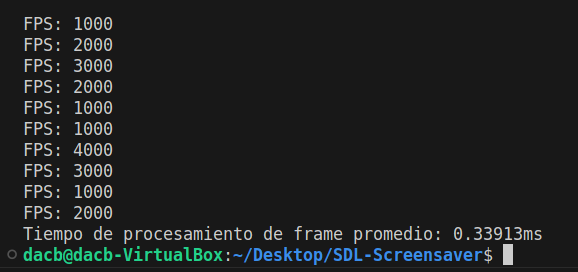 FPS: 1000
FPS: 2000
FPS: 3000
FPS: 2000
FPS: 1000
FPS: 1000
FPS: 4000
FPS: 3000
FPS: 1000
FPS: 2000
Tiempo de procesamiento de frame promedio: 0.33913ms
dacb@dacb-VirtualBox:~/Desktop/SDL-Screensaver$